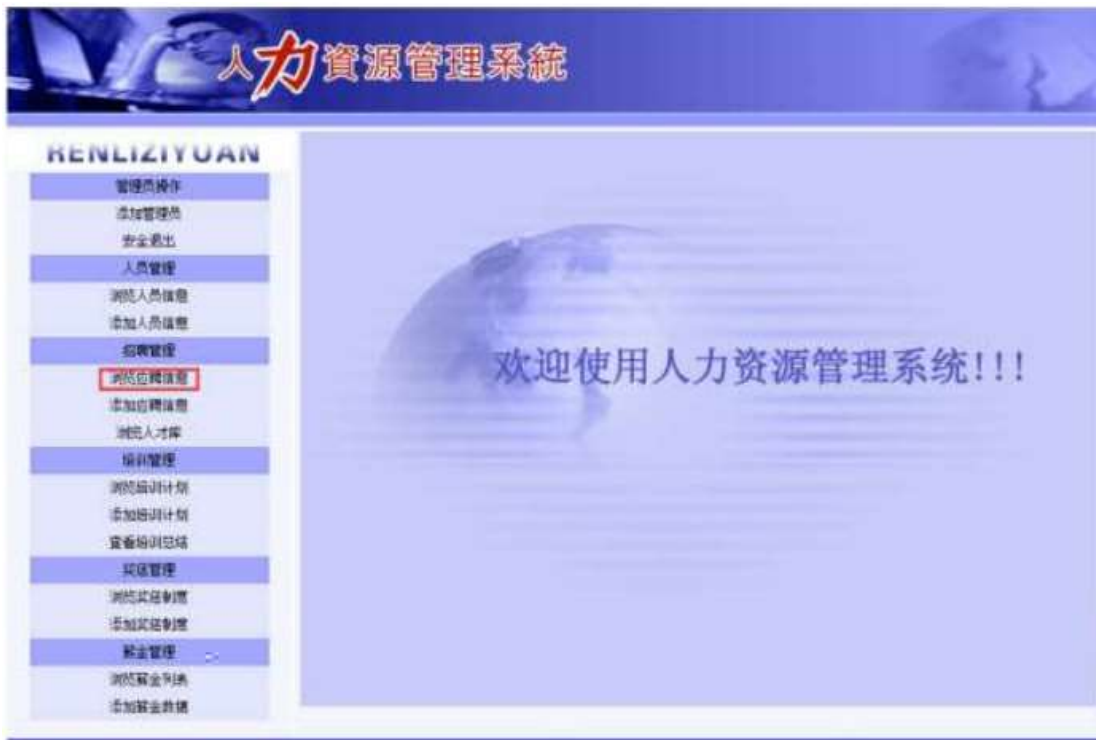 人力資源管理系統
RENLIZIYUAN
管理员操作
添加管理员
安全退出
人员管理
浏览人员信息
添加人员信息
招聘管理
浏览应聘信息
添加应聘信息
浏览人才库
培训管理
浏览培训计划
添加培训计划
查看培训总结
奖惩管理
浏览奖惩制度
添加奖惩制度
薪金管理
浏览薪金列表
添加薪金数据
欢迎使用人力资源管理系统!!!